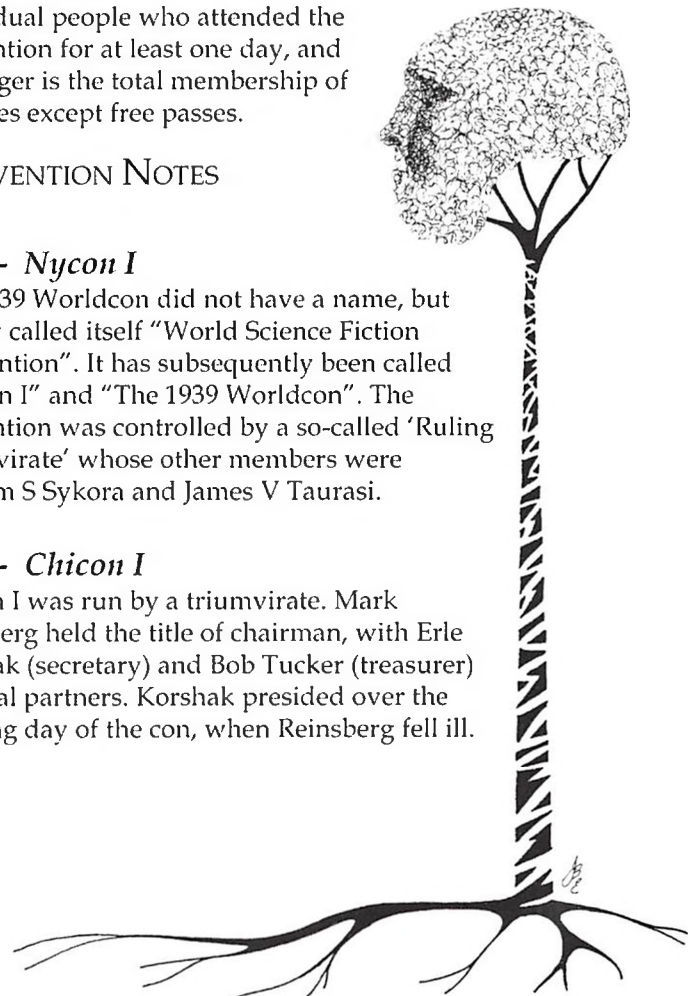 dual people who attended the
ntion for at least one day, and
ger is the total membership of
es except free passes.
VENTION NOTES
- Nycon I
39 Worldcon did not have a name, but
called itself "World Science Fiction
ntion". It has subsequently been called
n I" and "The 1939 Worldcon". The
ntion was controlled by a so-called 'Ruling
virate' whose other members were
m S Sykora and James V Taurasi.
- Chicon I
n I was run by a triumvirate. Mark
erg held the title of chairman, with Erle
ak (secretary) and Bob Tucker (treasurer)
al partners. Korshak presided over the
g day of the con, when Reinsberg fell ill.